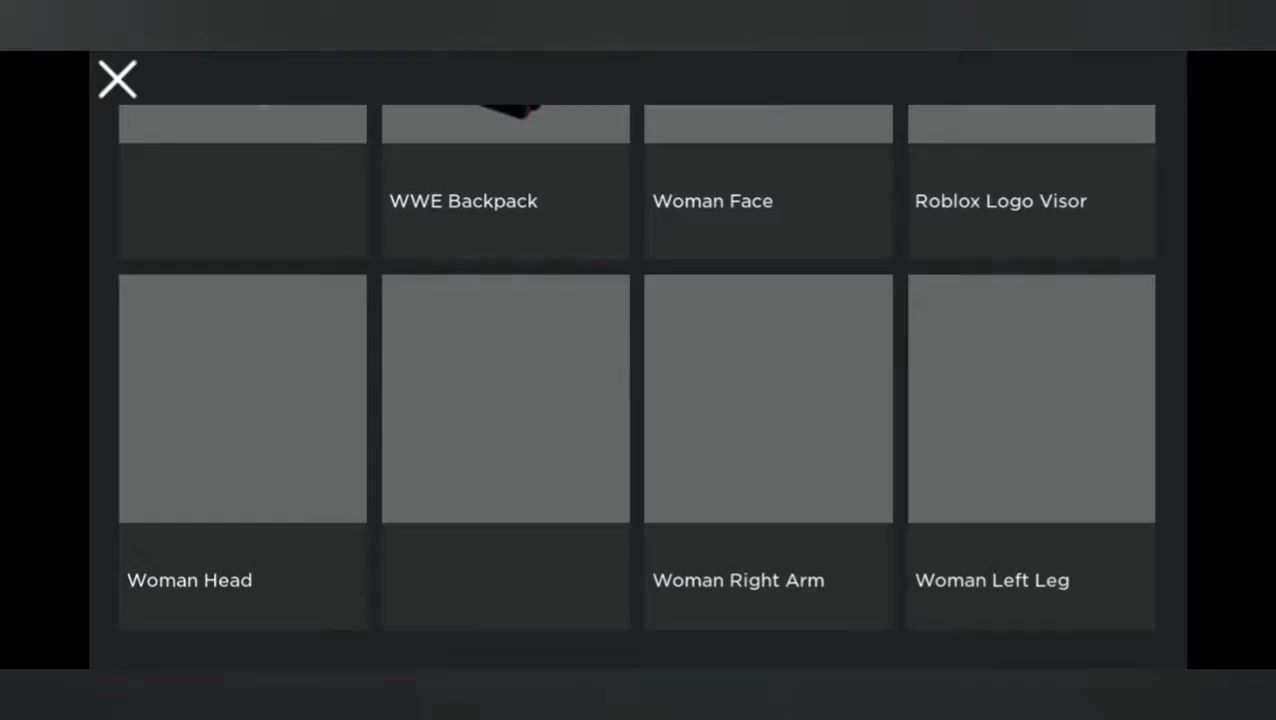 WWE Backpack
Woman Face
Roblox Logo Visor
Woman Head
Woman Right Arm
Woman Left Leg